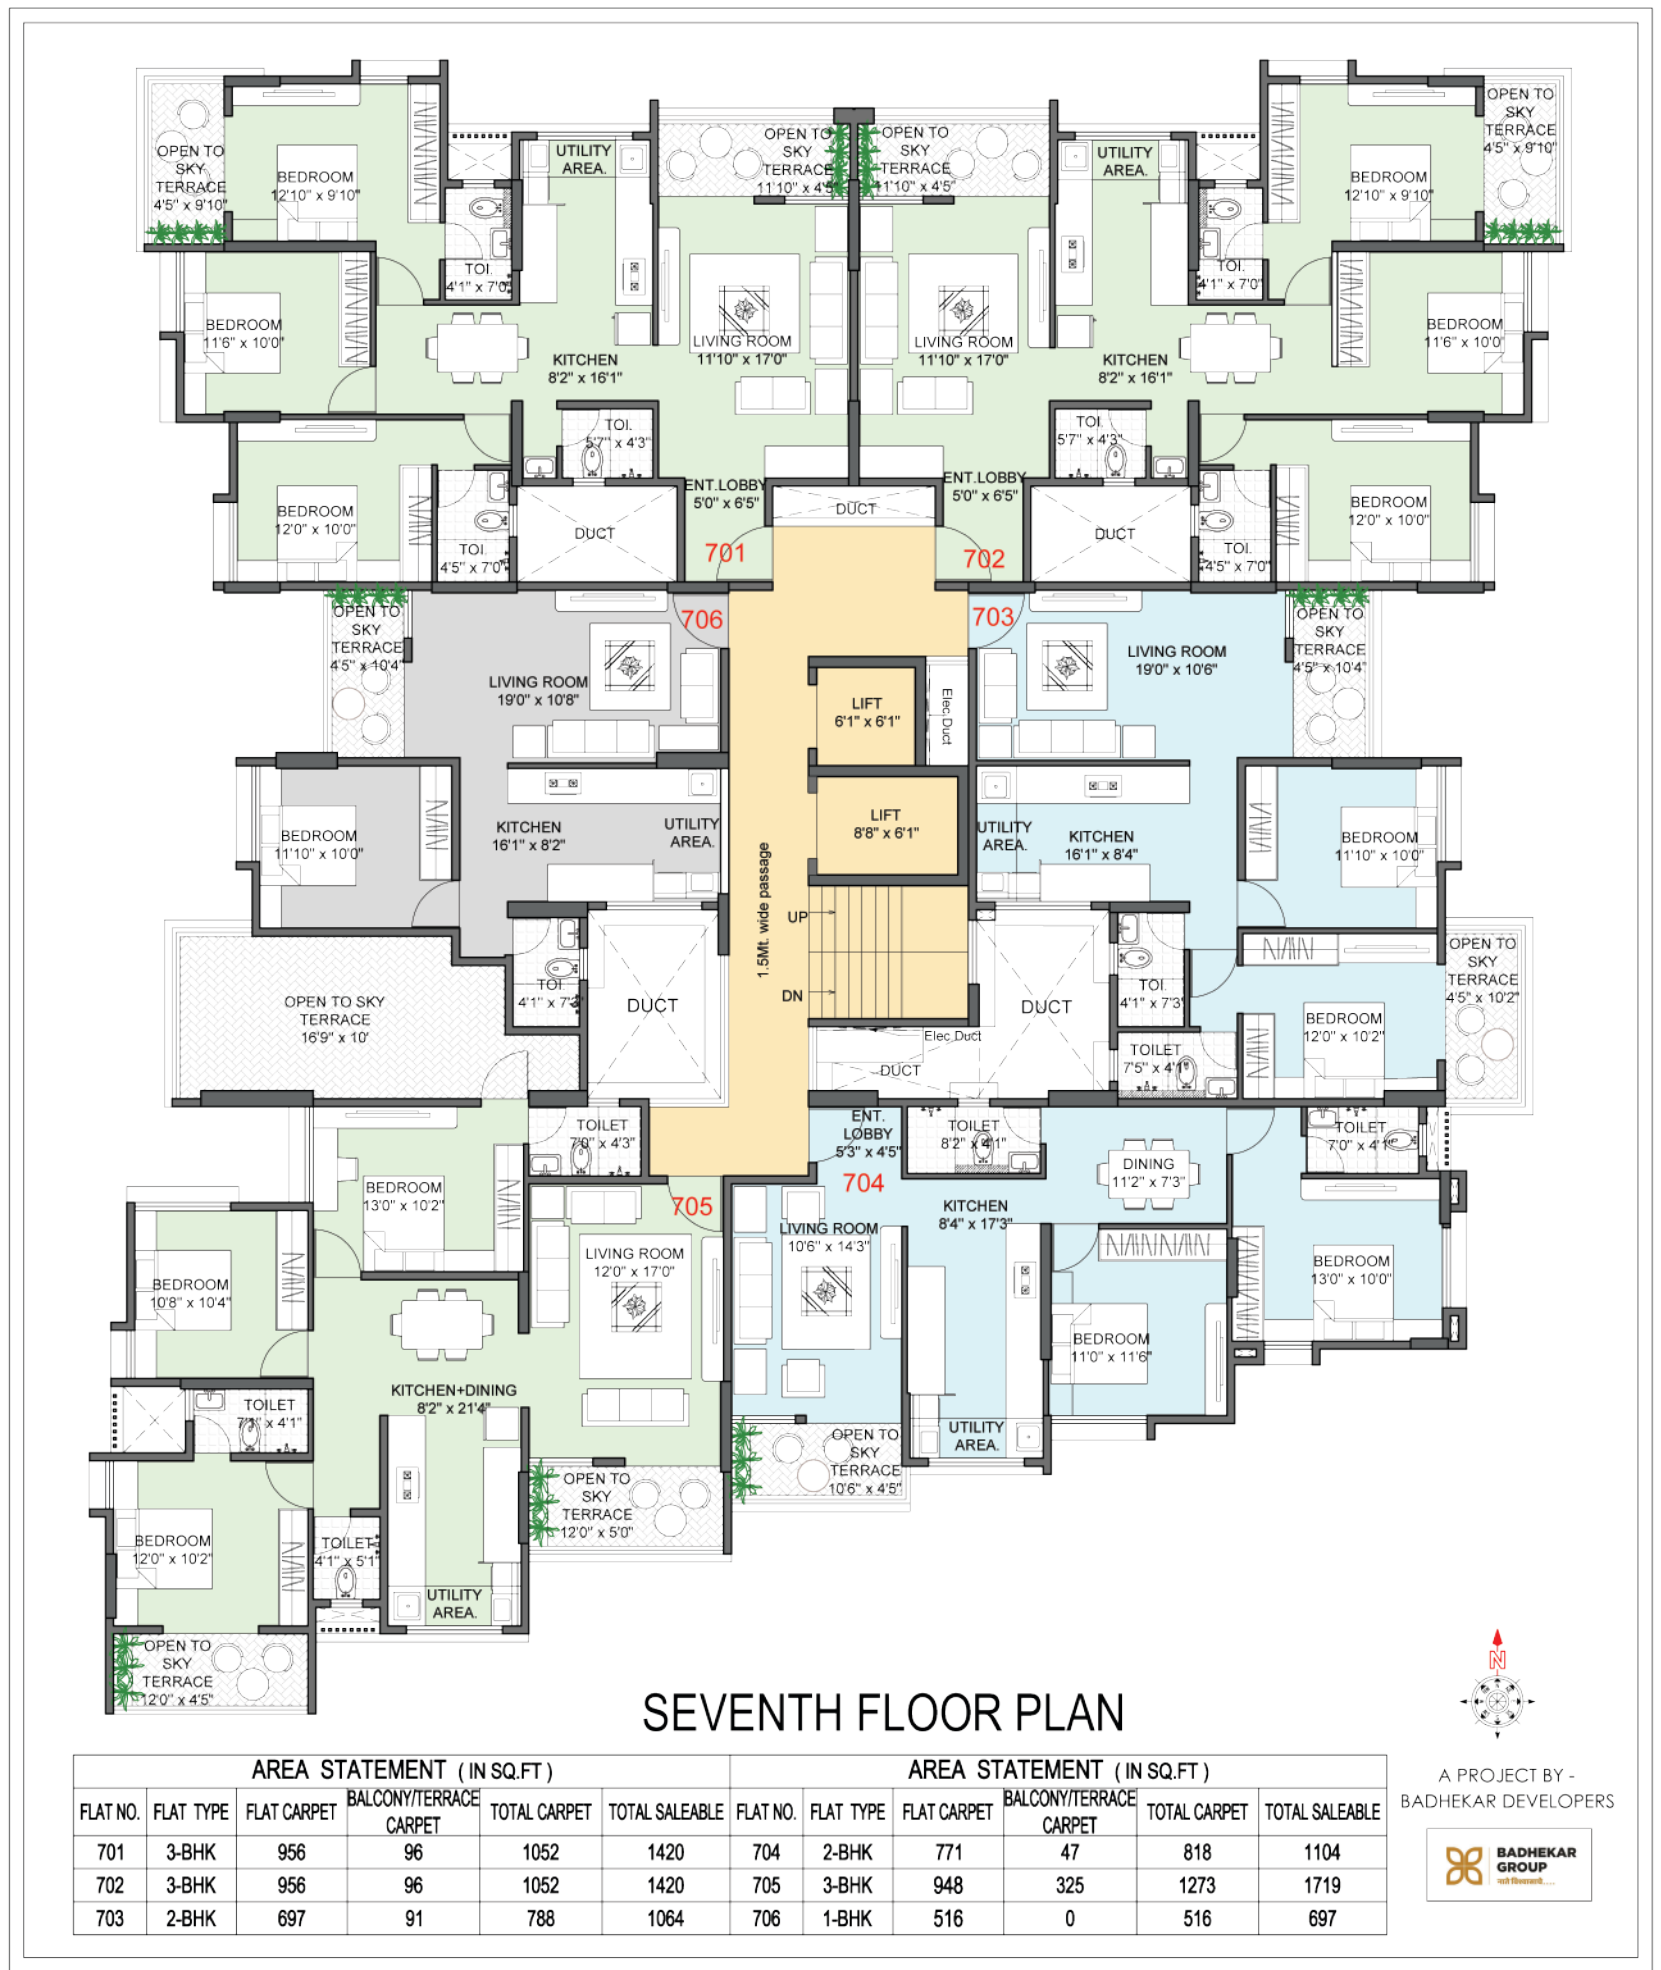 OPEN TO
SKY
TERRACE
4'5" x 9'10"
BEDROOM
12'10" x 9'10"
UTILITY
AREA.
OPEN TO
SKY
TERRACE
11'10" x 4'5"
OPEN TO
SKY
TERRACE
11'10" x 4'5"
UTILITY
AREA.
BEDROOM
12'10" x 9'10"
OPEN TO
SKY
TERRACE
4'5" x 9'10"
TOI.
4'1" x 7'0"
TOI.
4'1" x 7'0"
BEDROOM
11'6" x 10'0"
KITCHEN
8'2" x 16'1"
LIVING ROOM
11'10" x 17'0"
LIVING ROOM
11'10" x 17'0"
KITCHEN
8'2" x 16'1"
BEDROOM
11'6" x 10'0"
TOI.
5'7" x 4'3"
TOI.
5'7" x 4'3"
BEDROOM
12'0" x 10'0"
TOI.
4'5" x 7'0"
DUCT
ENT.LOBBY
5'0" x 6'5"
DUCT
ENT.LOBBY
5'0" x 6'5"
DUCT
TOI.
4'5" x 7'0"
BEDROOM
12'0" x 10'0"
701
702
OPEN TO
SKY
TERRACE
4'5" x 10'4"
706
703
OPEN TO
SKY
TERRACE
4'5" x 10'4"
LIVING ROOM
19'0" x 10'8"
LIVING ROOM
19'0" x 10'6"
LIFT
6'1" x 6'1"
Elec.Duct
LIFT
8'8" x 6'1"
BEDROOM
11'10" x 10'0"
KITCHEN
16'1" x 8'2"
UTILITY
AREA.
UTILITY
AREA.
KITCHEN
16'1" x 8'4"
BEDROOM
11'10" x 10'0"
1.5Mt. wide passage
UP
DN
OPEN TO SKY
TERRACE
16'9" x 10'
TOI.
4'1" x 7'3"
DUCT
DUCT
TOI.
4'1" x 7'3"
OPEN TO
SKY
TERRACE
4'5" x 10'2"
BEDROOM
12'0" x 10'2"
Elec.Duct
DUCT
TOILET
7'5" x 4'1"
TOILET
7'0" x 4'3"
ENT.
LOBBY
5'3" x 4'5"
TOILET
8'2" x 4'1"
TOILET
7'0" x 4'1"
DINING
11'2" x 7'3"
BEDROOM
13'0" x 10'2"
705
704
KITCHEN
8'4" x 17'3"
LIVING ROOM
12'0" x 17'0"
LIVING ROOM
10'6" x 14'3"
BEDROOM
13'0" x 10'0"
BEDROOM
10'8" x 10'4"
BEDROOM
11'0" x 11'6"
KITCHEN+DINING
8'2" x 21'4"
TOILET
7'1" x 4'1"
UTILITY
AREA.
OPEN TO
SKY
TERRACE
10'6" x 4'5"
OPEN TO
SKY
TERRACE
12'0" x 5'0"
BEDROOM
12'0" x 10'2"
TOILET
4'1" x 5'1"
UTILITY
AREA.
OPEN TO
SKY
TERRACE
12'0" x 4'5"
N
SEVENTH FLOOR PLAN
AREA STATEMENT ( IN SQ.FT ) AREA STATEMENT ( IN SQ.FT )
FLAT NO. FLAT TYPE FLAT CARPET BALCONY/TERRACE CARPET TOTAL CARPET TOTAL SALEABLE FLAT NO. FLAT TYPE FLAT CARPET BALCONY/TERRACE CARPET TOTAL CARPET TOTAL SALEABLE
701 3-BHK 956 96 1052 1420 704 2-BHK 771 47 818 1104
702 3-BHK 956 96 1052 1420 705 3-BHK 948 325 1273 1719
703 2-BHK 697 91 788 1064 706 1-BHK 516 0 516 697
A PROJECT BY -
BADHEKAR DEVELOPERS
BADHEKAR
GROUP